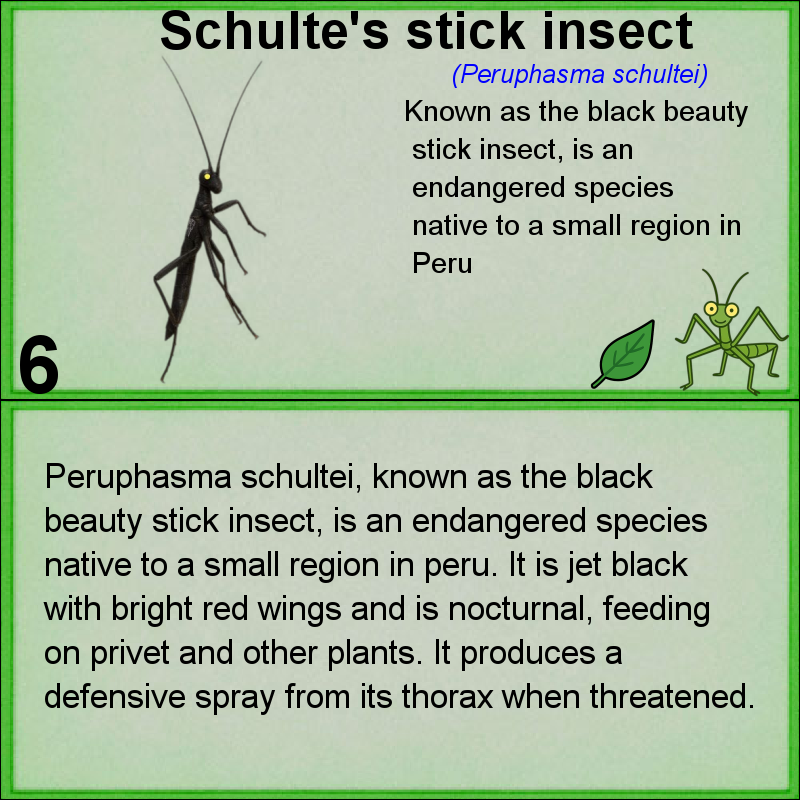 Schulte's stick insect
(Peruphasma schultei)
Known as the black beauty
stick insect, is an
endangered species
native to a small region in
Peru
6
Peruphasma schultei, known as the black
beauty stick insect, is an endangered species
native to a small region in peru. It is jet black
with bright red wings and is nocturnal, feeding
on privet and other plants. It produces a
defensive spray from its thorax when threatened.